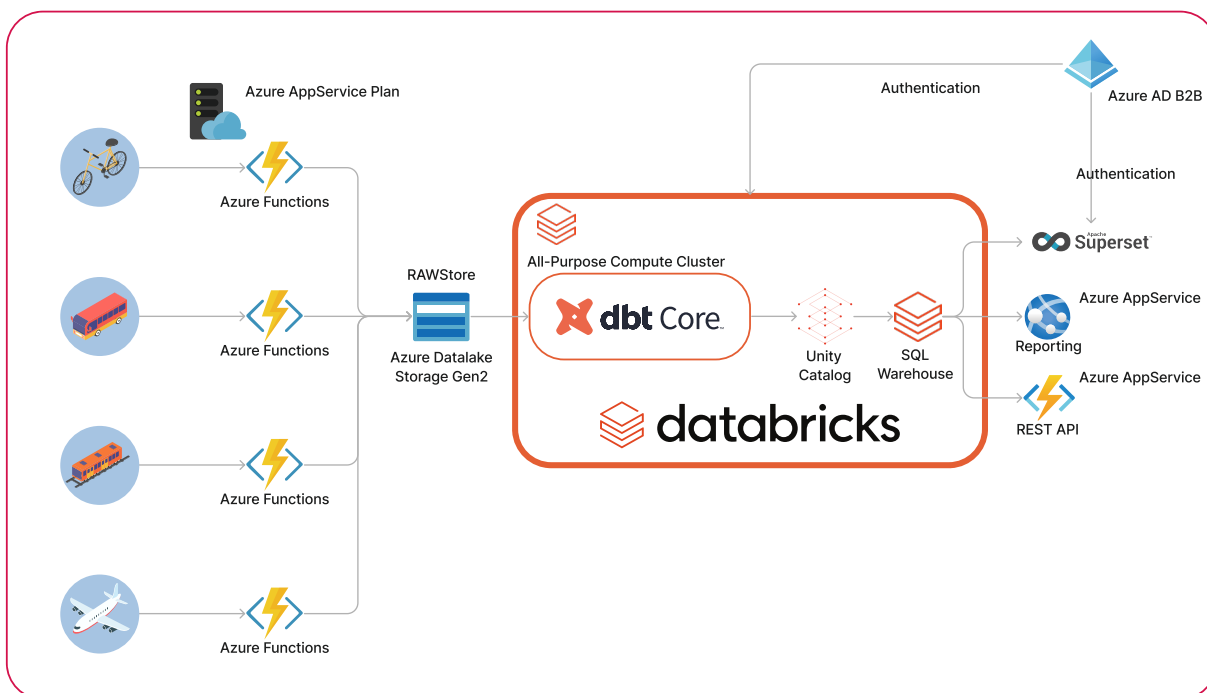 Azure AppService Plan
Azure Functions
Azure Functions
Azure Functions
Azure Functions
RAWStore
Azure Datalake
Storage Gen2
All-Purpose Compute Cluster
dbt Core
Unity
Catalog
SQL
Warehouse
databricks
Authentication
Azure AD B2B
Authentication
Apache
Superset
Azure AppService
Reporting
Azure AppService
REST API